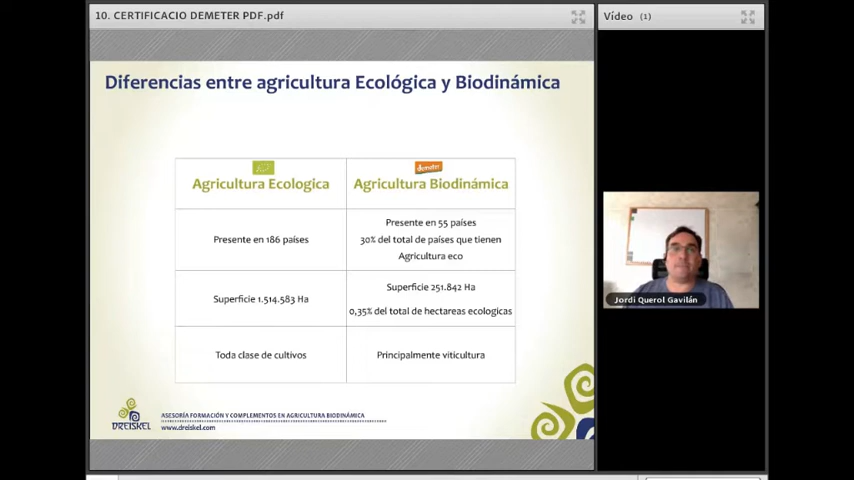 10. CERTIFICACIO DEMETER PDF.pdf
Vídeo (1)
Diferencias entre agricultura Ecológica y Biodinámica
demeter
Agricultura Ecologica
Agricultura Biodinámica
Presente en 186 países
Presente en 55 países
30% del total de países que tienen
Agricultura eco
Superficie 1.514.583 Ha
Superficie 251.842 Ha
0,35% del total de hectareas ecologicas
Toda clase de cultivos
Principalmente viticultura
Jordi Querol Gavilán
DREISKEL
ASESORÍA FORMACIÓN Y COMPLEMENTOS EN AGRICULTURA BIODINÁMICA
www.dreiskel.com